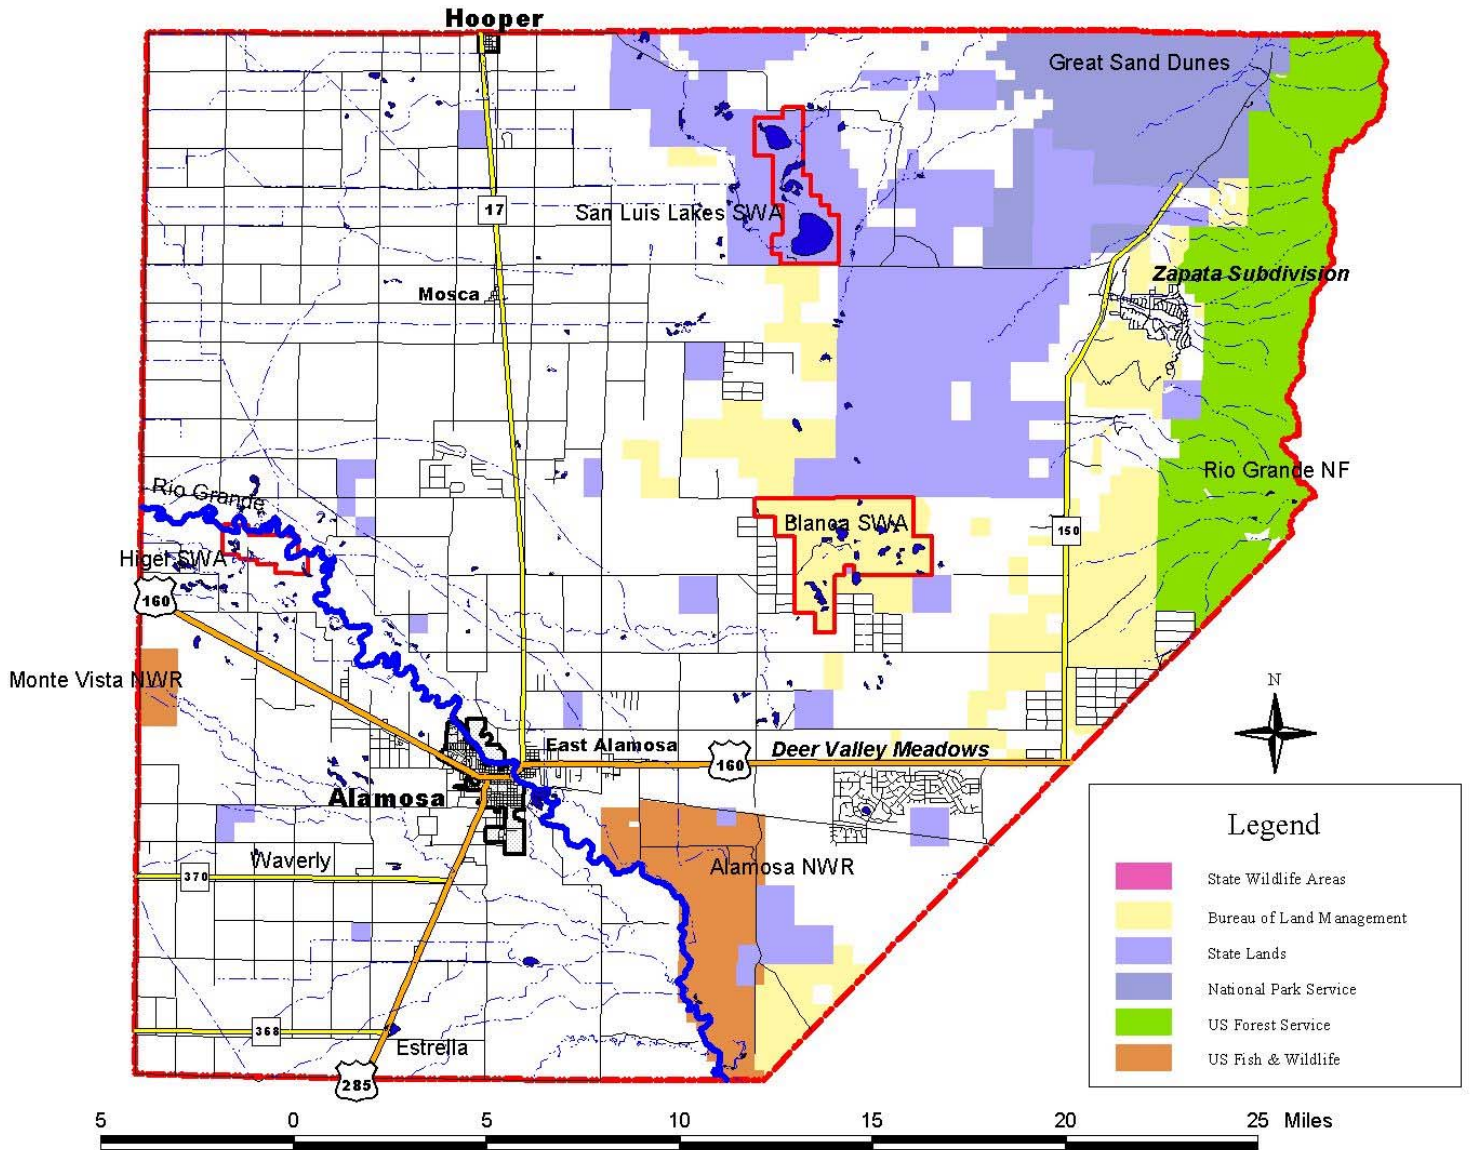 Hooper
Great Sand Dunes
17
San Luis Lakes SWA
Zapata Subdivision
Mosca
Rio Grande NF
Rio Grande
Blanca SWA
150
Higel SWA
160
Monte Vista NWR
N
East Alamosa
160
Deer Valley Meadows
Alamosa
Legend
Waverly
Alamosa NWR
370
State Wildlife Areas
Bureau of Land Management
State Lands
National Park Service
US Forest Service
US Fish & Wildlife
368
Estrella
285
5 0 5 10 15 20 25 Miles